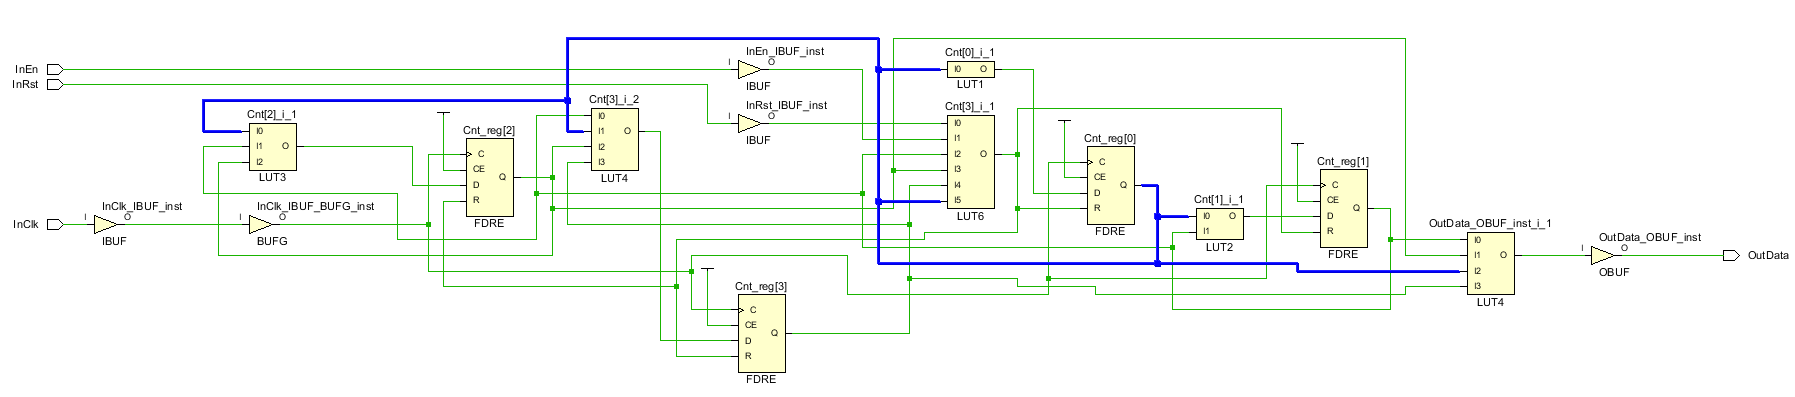 InEn
InRst
InClk
I
O
InClk_IBUF_inst
IBUF
I
O
InClk_IBUF_BUFG_inst
BUFG
Cnt[2]_i_1
I0
I1
I2
O
LUT3
Cnt_reg[2]
C
CE
D
R
Q
FDRE
Cnt[3]_i_2
I0
I1
I2
I3
O
LUT4
InEn_IBUF_inst
I
O
IBUF
InRst_IBUF_inst
I
O
IBUF
Cnt_reg[3]
C
CE
D
R
Q
FDRE
Cnt[0]_i_1
I0
O
LUT1
Cnt[3]_i_1
I0
I1
I2
I3
I4
I5
O
LUT6
Cnt_reg[0]
C
CE
D
R
Q
FDRE
Cnt[1]_i_1
I0
I1
O
LUT2
Cnt_reg[1]
C
CE
D
R
Q
FDRE
OutData_OBUF_inst_i_1
I0
I1
I2
I3
O
LUT4
OutData_OBUF_inst
I
O
OBUF
OutData